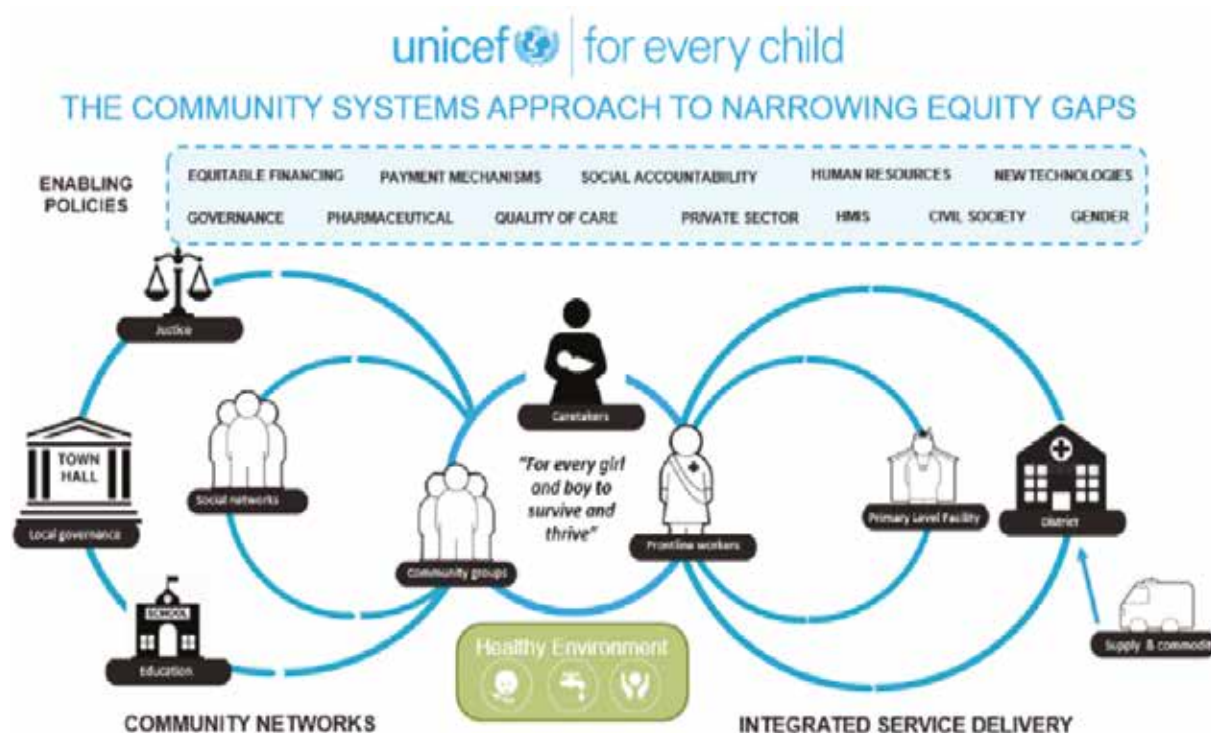 unicef | for every child
THE COMMUNITY SYSTEMS APPROACH TO NARROWING EQUITY GAPS
ENABLING
POLICIES
EQUITABLE FINANCING PAYMENT MECHANISMS SOCIAL ACCOUNTABILITY HUMAN RESOURCES NEW TECHNOLOGIES
GOVERNANCE PHARMACEUTICAL QUALITY OF CARE PRIVATE SECTOR HMIS CIVIL SOCIETY GENDER
Justice
Caretakers
TOWN
HALL
Local governance
Social networks
Community groups
"For every girl
and boy to
survive and
thrive"
Frontline workers
Primary Level Facility
District
SCHOOL
Education
Healthy Environment
Supply & commodit
COMMUNITY NETWORKS
INTEGRATED SERVICE DELIVERY